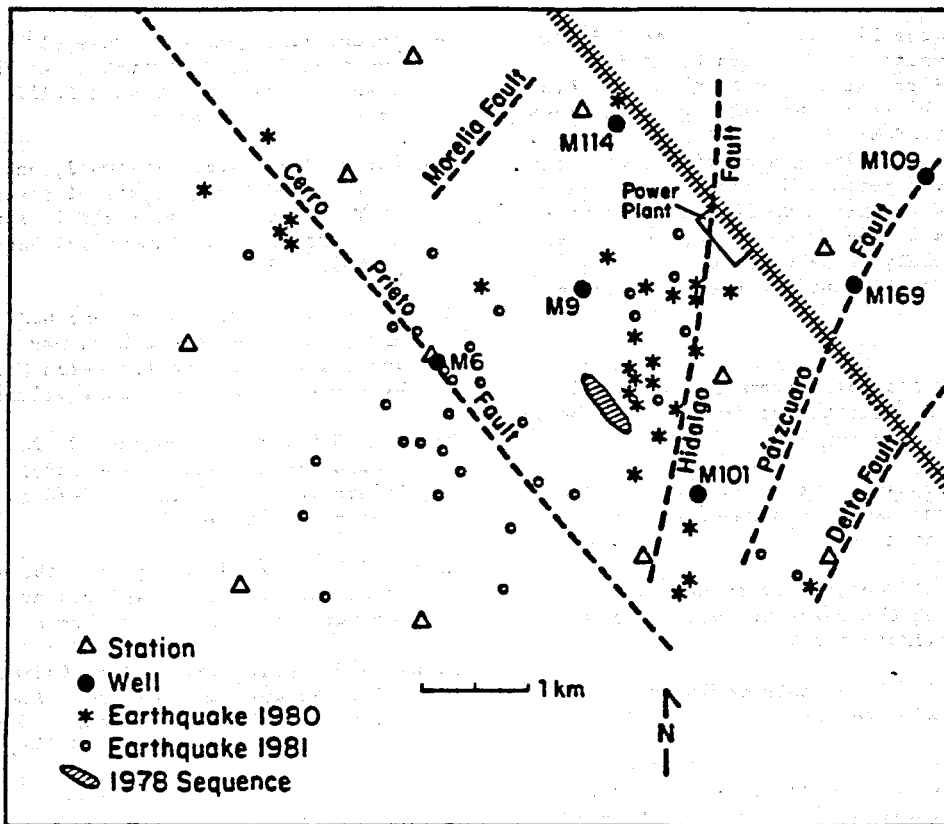 Morelia Fault
M114
Fault
M109
Cerro
Power
Plant
Fault
Prieto
M9
M169
M6
Fault
Hidalgo
Pátzcuaro
M101
Delta Fault
Station
Well
Earthquake 1980
Earthquake 1981
1978 Sequence
1 km
N